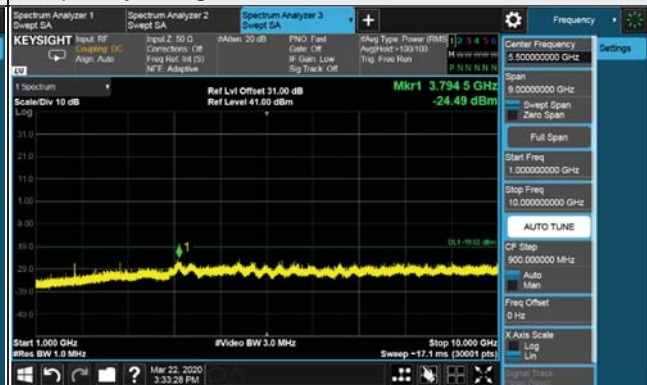 Spectrum Analyzer 1
Swept SA
Spectrum Analyzer 2
Swept SA
Spectrum Analyzer 3
Swept SA
+
Frequency
KEYSIGHT
Input: RF
Coupling: DC
Align: Auto
Input Z: 50 Ω
Corrections: Off
Freq Ref: Int (S)
NFE: Adaptive
#Atten: 20 dB
PNO: Fast
Gate: Off
IF Gain: Low
Sig Track: Off
#Avg Type: Power (RMS)
Avg|Hold:>100/100
Trig: Free Run
1 2 3 4 5 6
M W W W W W
P N N N N N
LXI
1 Spectrum
Scale/Div 10 dB
Log
Ref Lvl Offset 31.00 dB
Ref Level 41.00 dBm
Mkr1 3.794 5 GHz
-24.49 dBm
31.0
21.0
11.0
1.00
-9.00
-19.0
-29.0
-39.0
-49.0
1
Start 1.000 GHz
#Res BW 1.0 MHz
#Video BW 3.0 MHz
Stop 10.000 GHz
Sweep ~17.1 ms (30001 pts)
Mar 22, 2020
3:33:28 PM
Center Frequency
5.500000000 GHz
Settings
Span
9.00000000 GHz
Swept Span
Zero Span
Full Span
Start Freq
1.000000000 GHz
Stop Freq
10.000000000 GHz
AUTO TUNE
CF Step
900.000000 MHz
Auto
Man
Freq Offset
0 Hz
X Axis Scale
Log
Lin
Signal Track